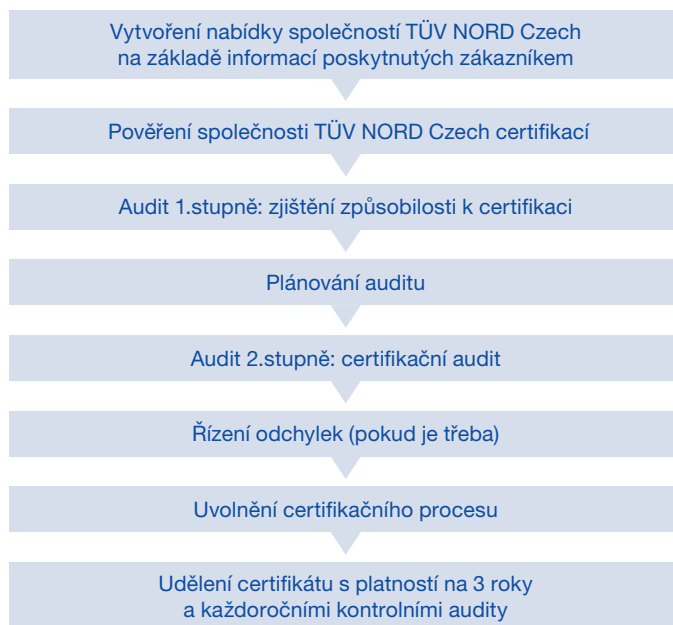 Vytvoření nabídky společností TÜV NORD Czech
na základě informací poskytnutých zákazníkem
Pověření společnosti TÜV NORD Czech certifikací
Audit 1.stupně: zjištění způsobilosti k certifikaci
Plánování auditu
Audit 2.stupně: certifikační audit
Řízení odchylek (pokud je třeba)
Uvolnění certifikačního procesu
Udělení certifikátu s platností na 3 roky
a každoročními kontrolními audity